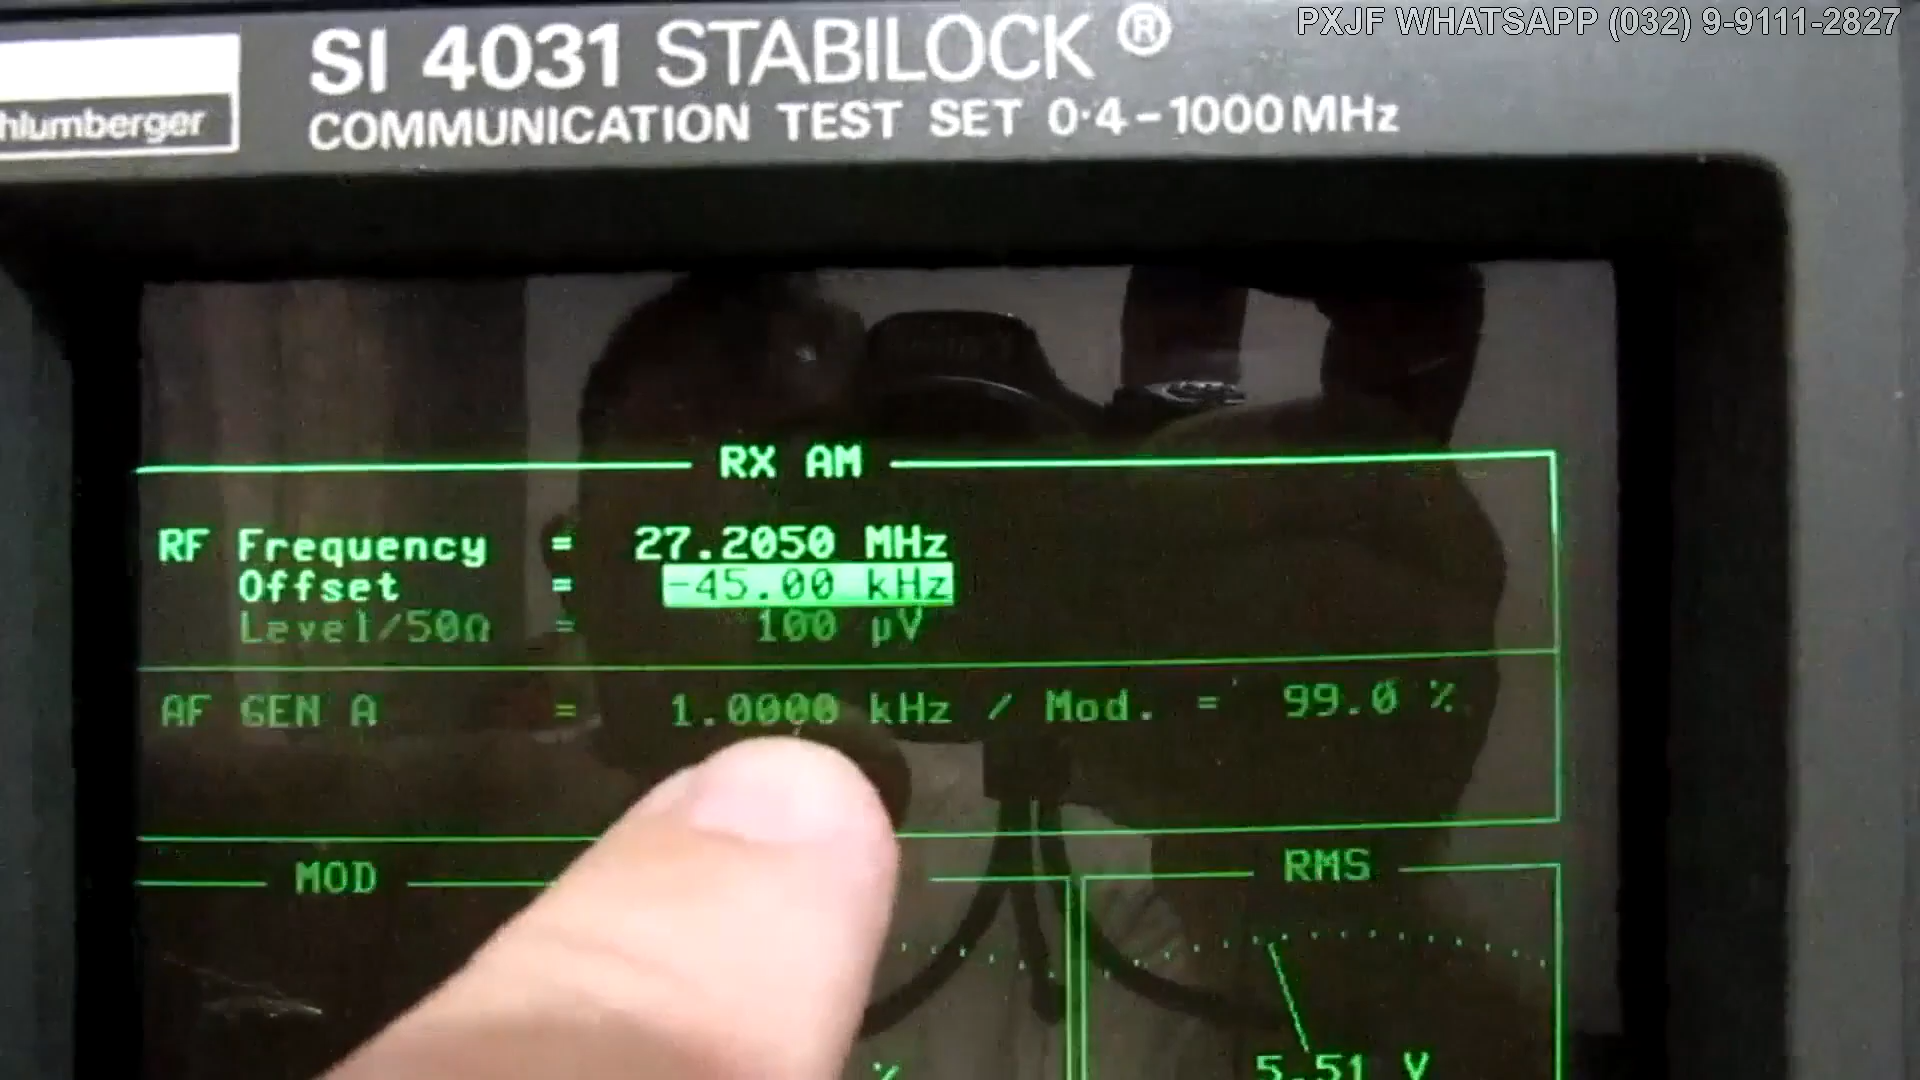 PXJF WHATSAPP (032) 9-9111-2827
SI 4031 STABILOCK ®
hlumberger
COMMUNICATION TEST SET 0·4-1000MHz
RX AM
RF Frequency = 27.2050 MHz
Offset = -45.00 kHz
Level/50Ω = 100 µV
AF GEN A = 1.0000 kHz / Mod. = 99.0 %
MOD
RMS
%
5.51 V